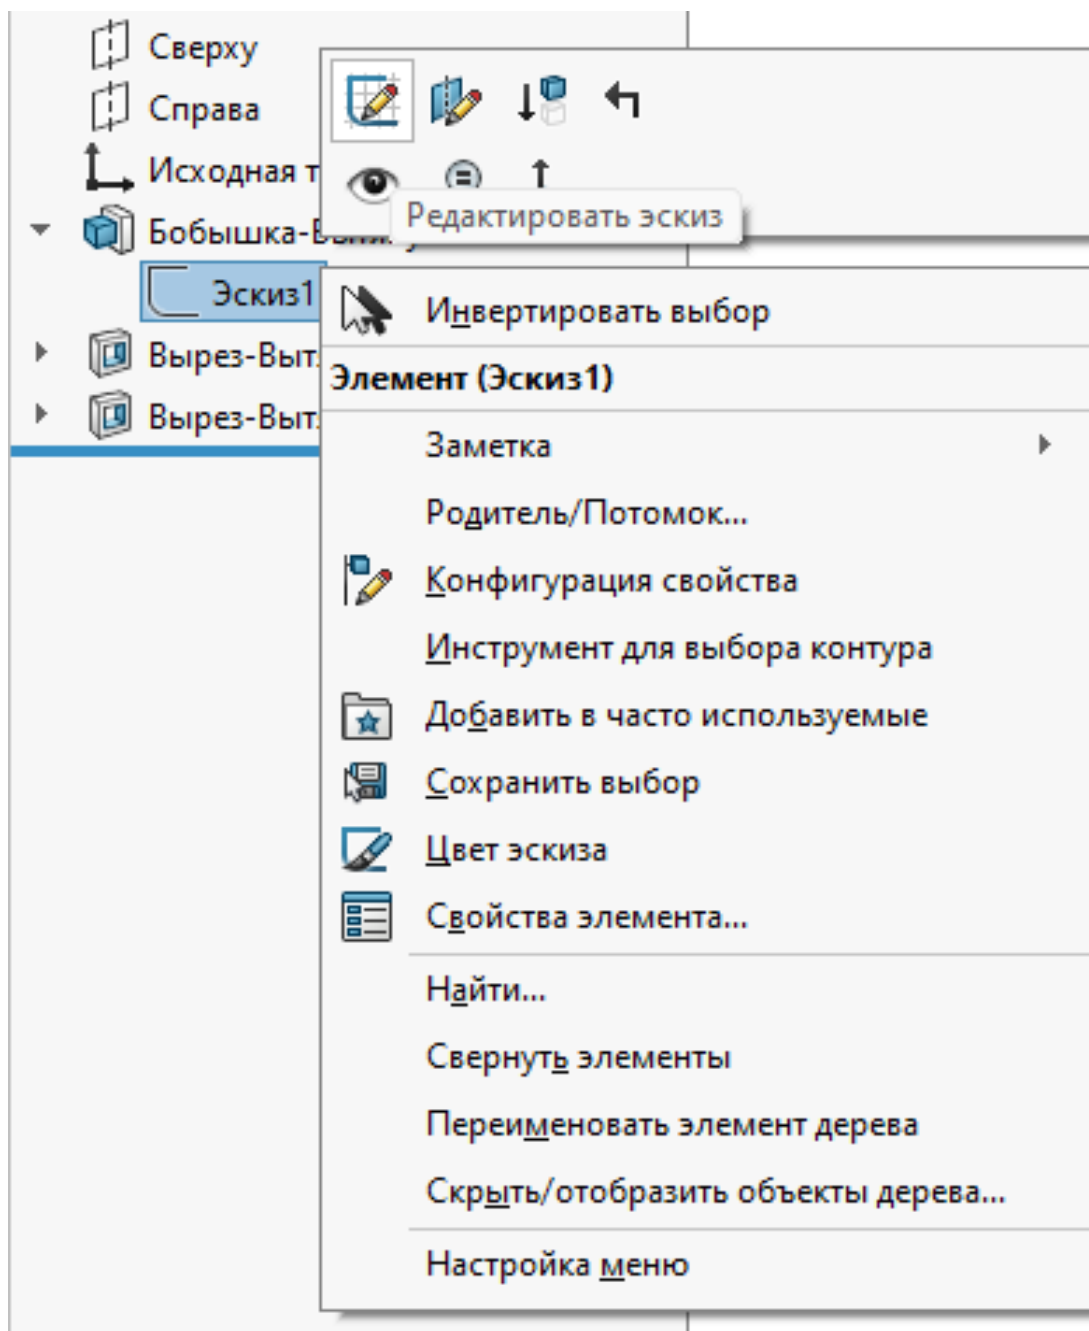 Сверху
Справа
Исходная т
Редактировать эскиз
Бобышка-
Эскиз1
Инвертировать выбор
Вырез-Выт
Элемент (Эскиз1)
Вырез-Выт
Заметка
Родитель/Потомок...
Конфигурация свойства
Инструмент для выбора контура
Добавить в часто используемые
Сохранить выбор
Цвет эскиза
Свойства элемента...
Найти...
Свернуть элементы
Переименовать элемент дерева
Скрыть/отобразить объекты дерева...
Настройка меню